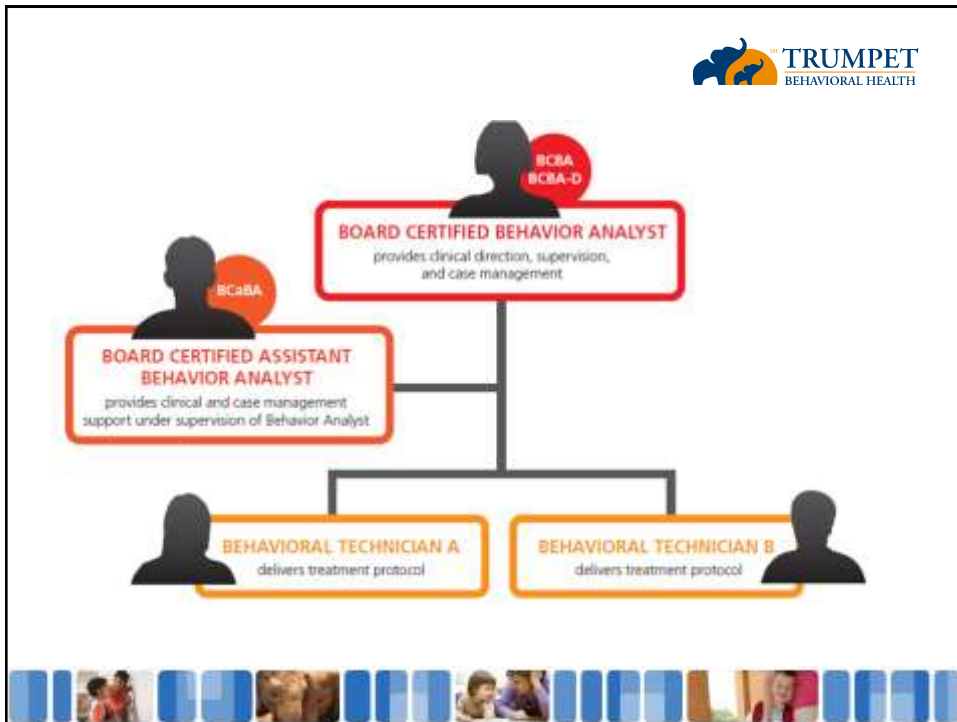 SM TRUMPET
BEHAVIORAL HEALTH
BCBA
BCBA-D
BOARD CERTIFIED BEHAVIOR ANALYST
provides clinical direction, supervision,
and case management
BCaBA
BOARD CERTIFIED ASSISTANT
BEHAVIOR ANALYST
provides clinical and case management
support under supervision of Behavior Analyst
BEHAVIORAL TECHNICIAN A
delivers treatment protocol
BEHAVIORAL TECHNICIAN B
delivers treatment protocol